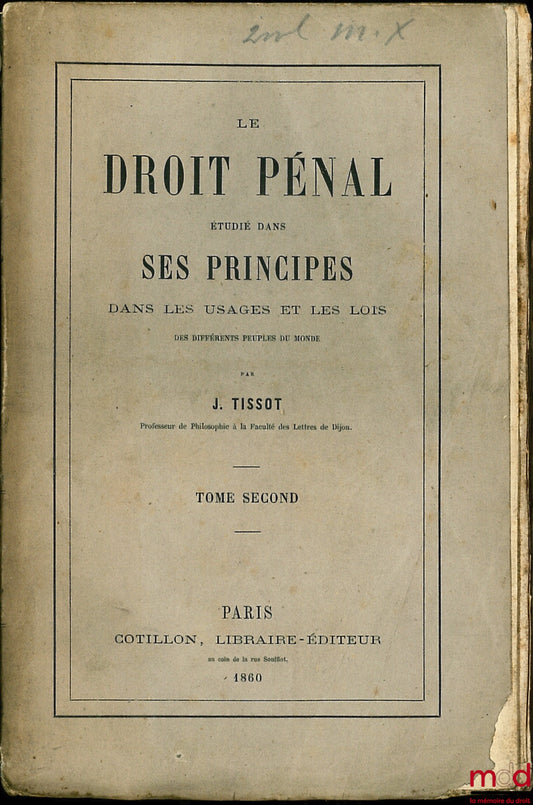 2 vol
LE
DROIT PÉNAL
ÉTUDIÉ DANS
SES PRINCIPES
DANS LES USAGES ET LES LOIS
DES DIFFÉRENTS PEUPLES DU MONDE
PAR
J. TISSOT
Professeur de Philosophie à la Faculté des Lettres de Dijon.
TOME SECOND
PARIS
COTILLON, LIBRAIRE-ÉDITEUR
au coin de la rue Soufflot.
1860
mdd
la mémoire du droit.